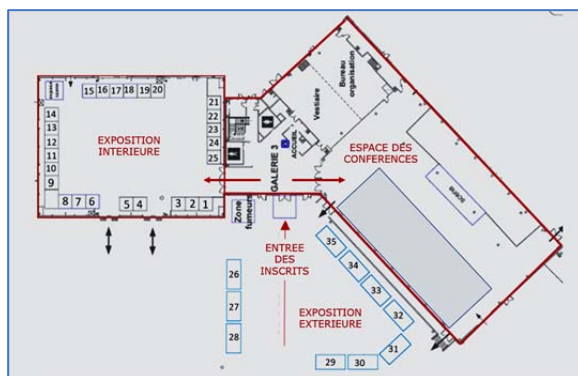 Bureau
organisation
Vestiaire
15 16 17 18 19 20
21
22
23
24
25
14
13
12
11
10
9
EXPOSITION
INTERIEURE
8 7 6
5 4
3 2 1
GALERIE 3
ACCUEIL
ESPACE DES
CONFERENCES
Zone
fumeurs
ENTREE
DES
INSCRITS
EXPOSITION
EXTERIEURE
26
27
28
35
34
33
32
31
30
29